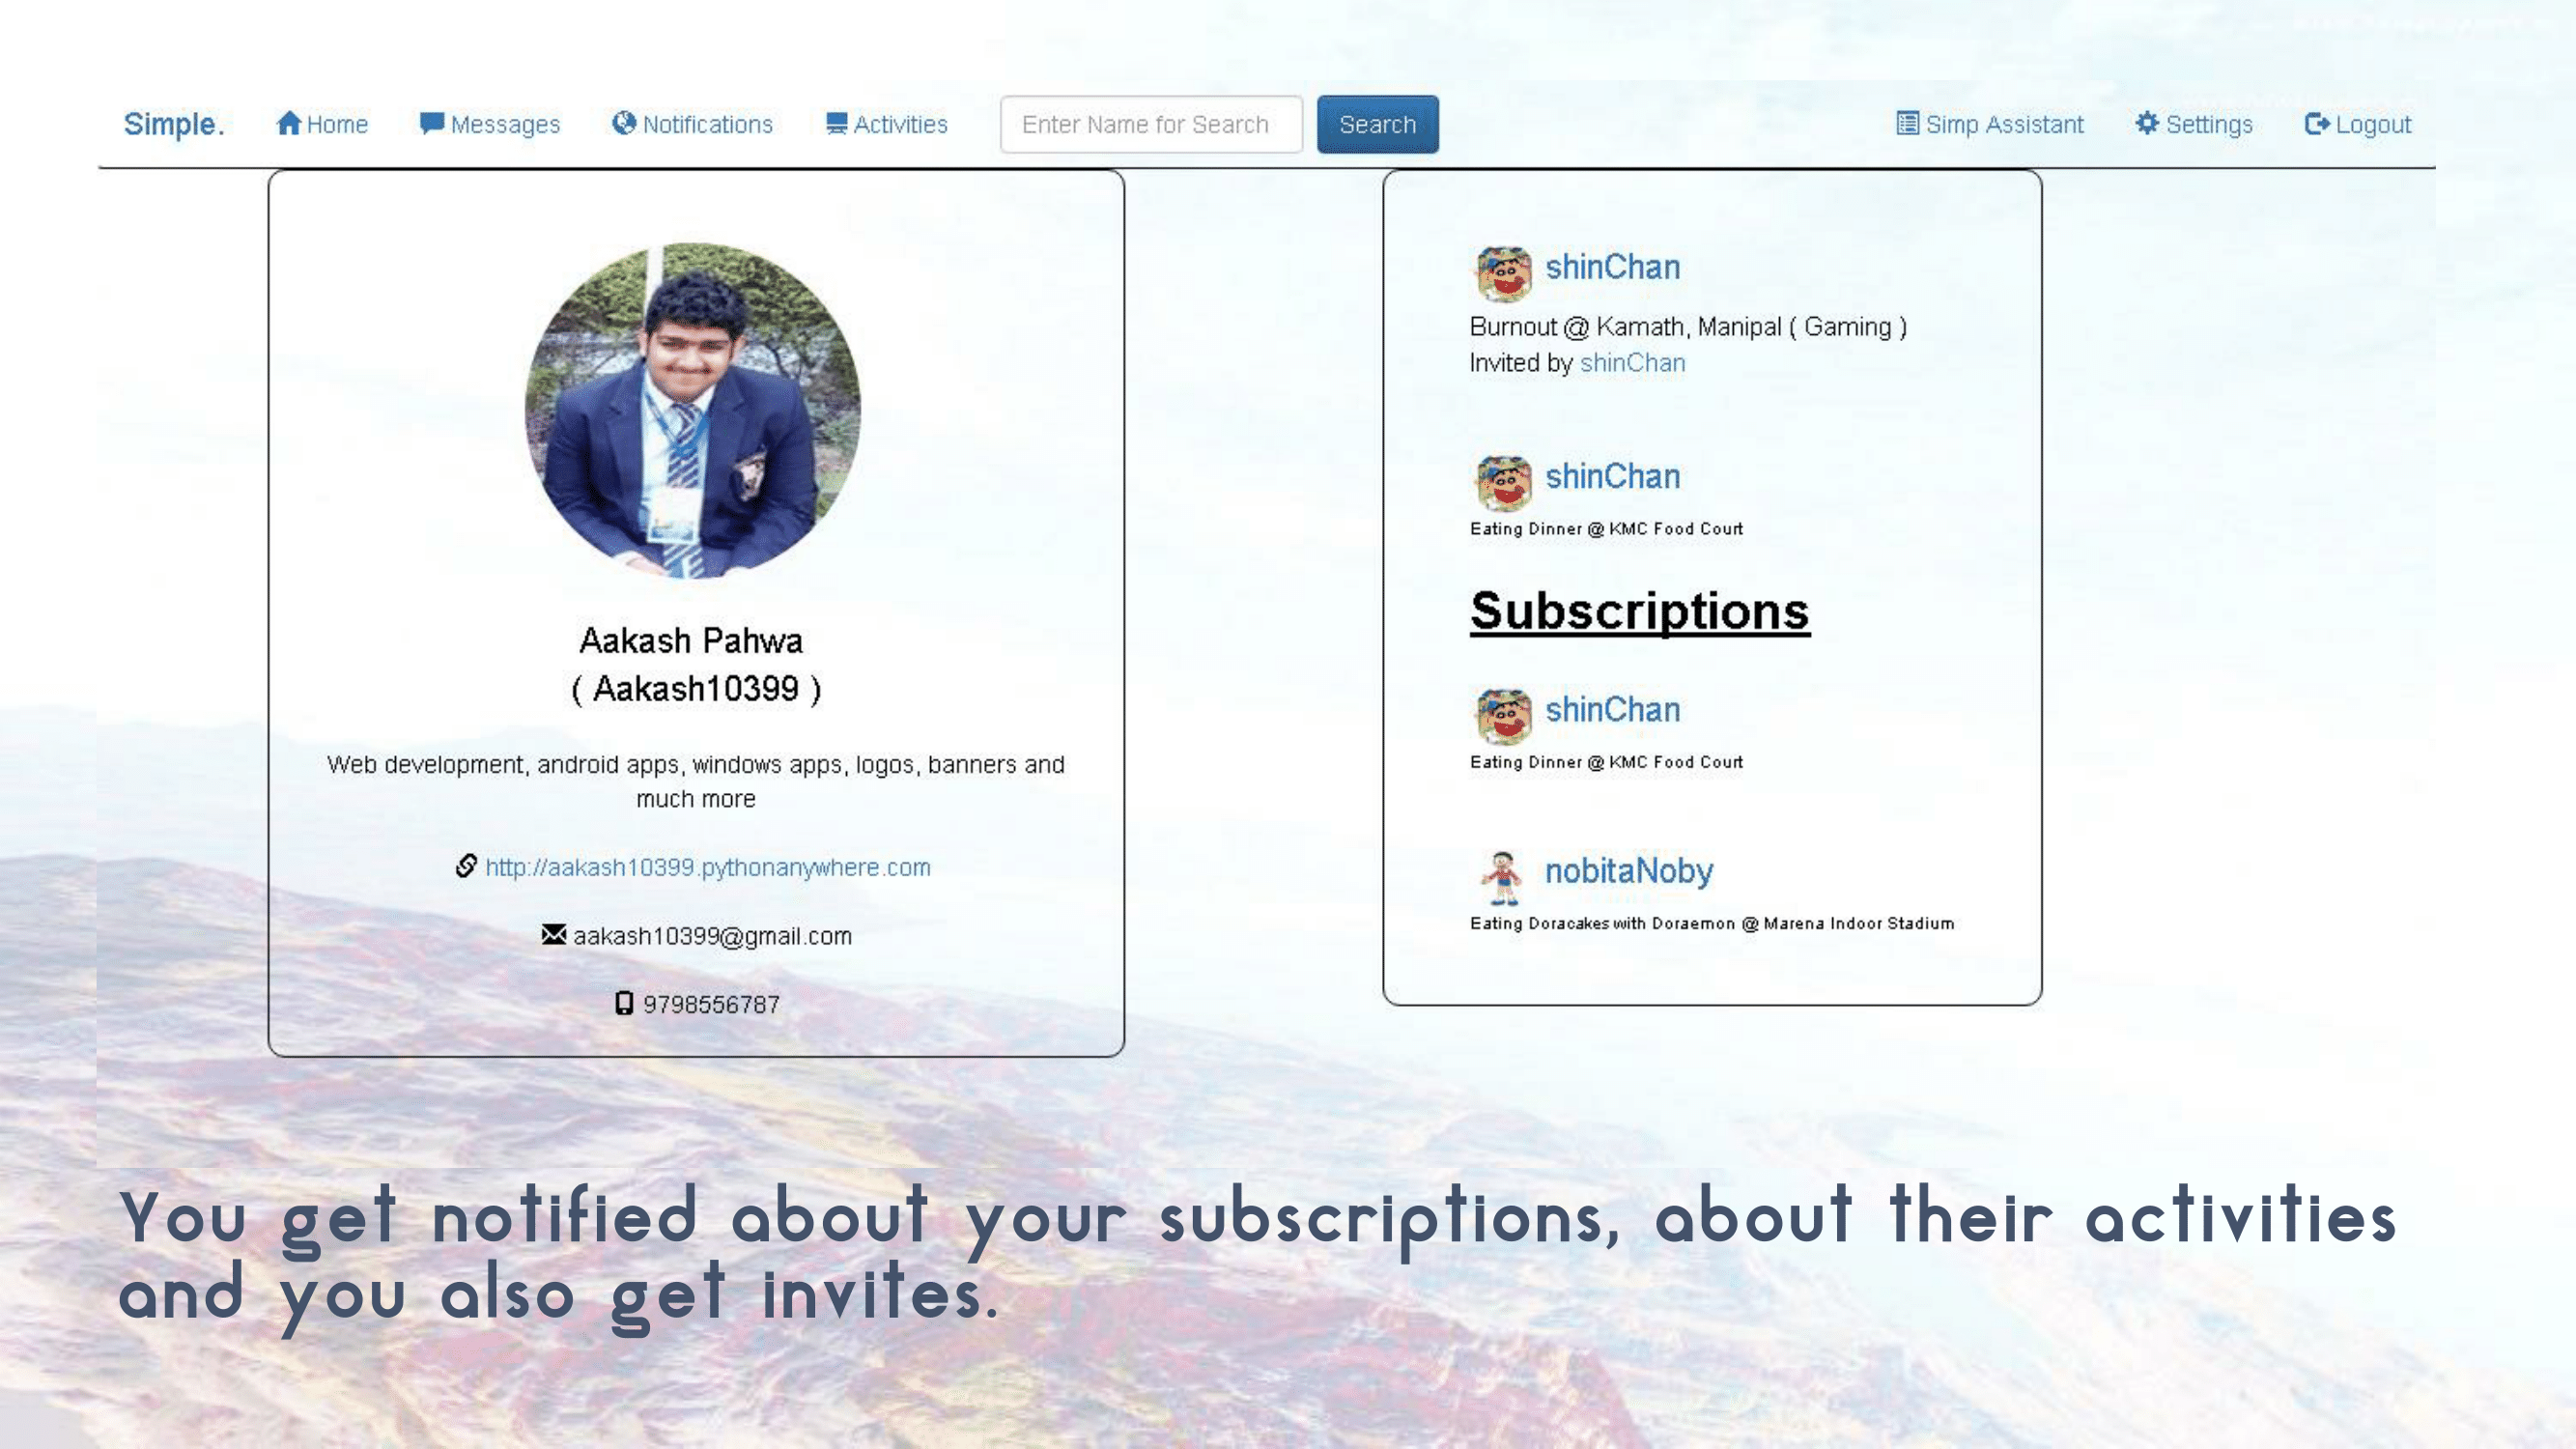 Simple. Home Messages Notifications Activities Enter Name for Search Search Simp Assistant Settings Logout
Aakash Pahwa
( Aakash10399 )
Web development, android apps, windows apps, logos, banners and
much more
http://aakash10399.pythonanywhere.com
aakash10399@gmail.com
9798556787
shinChan
Burnout @ Kamath, Manipal ( Gaming )
Invited by shinChan
shinChan
Eating Dinner @ KMC Food Court
Subscriptions
shinChan
Eating Dinner @ KMC Food Court
nobitaNoby
Eating Doracakes with Doraemon @ Marena Indoor Stadium
You get notified about your subscriptions, about their activities
and you also get invites.